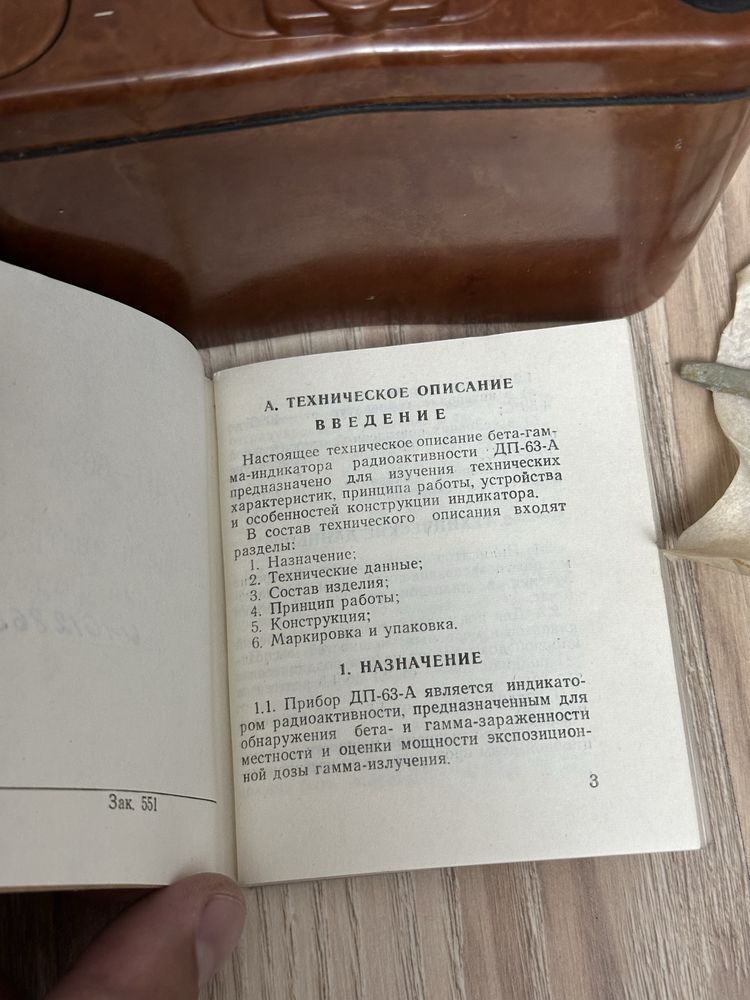 Зак. 551
А. ТЕХНИЧЕСКОЕ ОПИСАНИЕ
ВВЕДЕНИЕ
Настоящее техническое описание бета-гам-
ма-индикатора радиоактивности ДП-63-А
предназначено для изучения технических
характеристик, принципа работы, устройства
и особенностей конструкции индикатора.
В состав технического описания входят
разделы:
1. Назначение;
2. Технические данные;
3. Состав изделия;
4. Принцип работы;
5. Конструкция;
6. Маркировка и упаковка.
1. НАЗНАЧЕНИЕ
1.1. Прибор ДП-63-А является индикато-
ром радиоактивности, предназначенным для
обнаружения бета- и гамма-зараженности
местности и оценки мощности экспозицион-
ной дозы гамма-излучения.
3